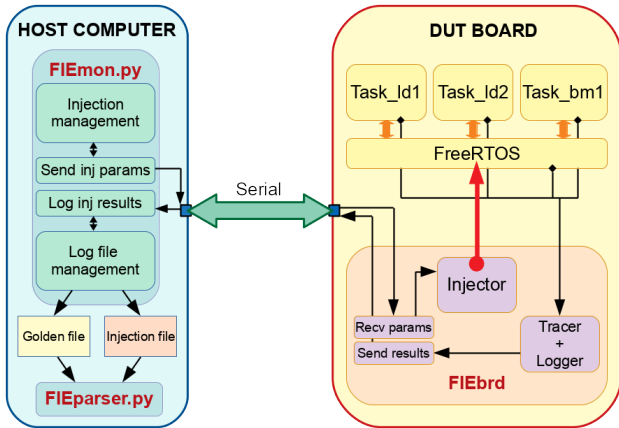 HOST COMPUTER
FIEmon.py
Injection
management
Send inj params
Log inj results
Log file
management
Golden file
Injection file
FIEparser.py
Serial
DUT BOARD
Task_ld1
Task_ld2
Task_bm1
FreeRTOS
Injector
Recv params
Send results
Tracer
+
Logger
FIEbrd